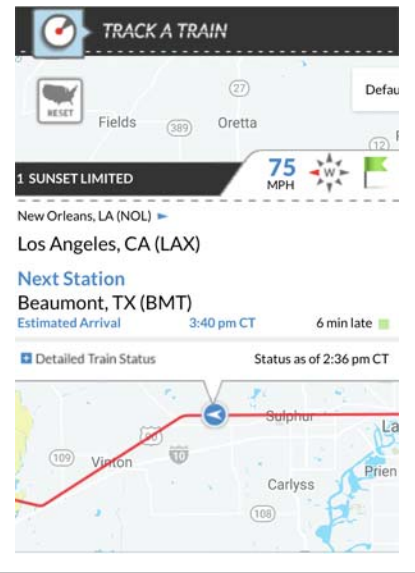 TRACK A TRAIN
RESET
27
Defau
Fields
389
Oretta
12
1 SUNSET LIMITED
75
MPH
W
New Orleans, LA (NOL)
Los Angeles, CA (LAX)
Next Station
Beaumont, TX (BMT)
Estimated Arrival 3:40 pm CT 6 min late
Detailed Train Status Status as of 2:36 pm CT
Sulphur
90
La
109
Vinton
10
Prien
Carlyss
108